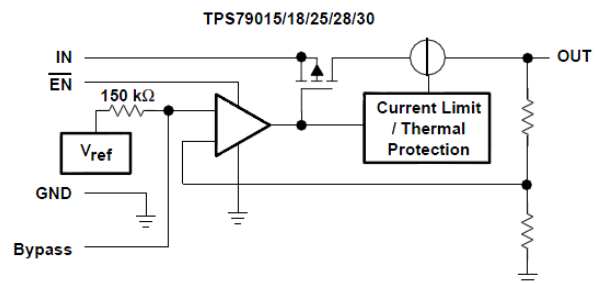 TPS79015/18/25/28/30
IN
OUT
EN
150 kΩ
Current Limit
/ Thermal
Protection
Vref
GND
Bypass